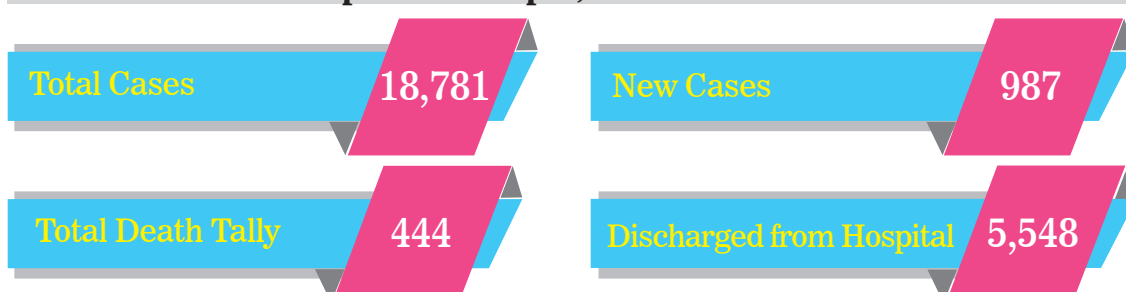 Total Cases 18,781
New Cases 987
Total Death Tally 444
Discharged from Hospital 5,548